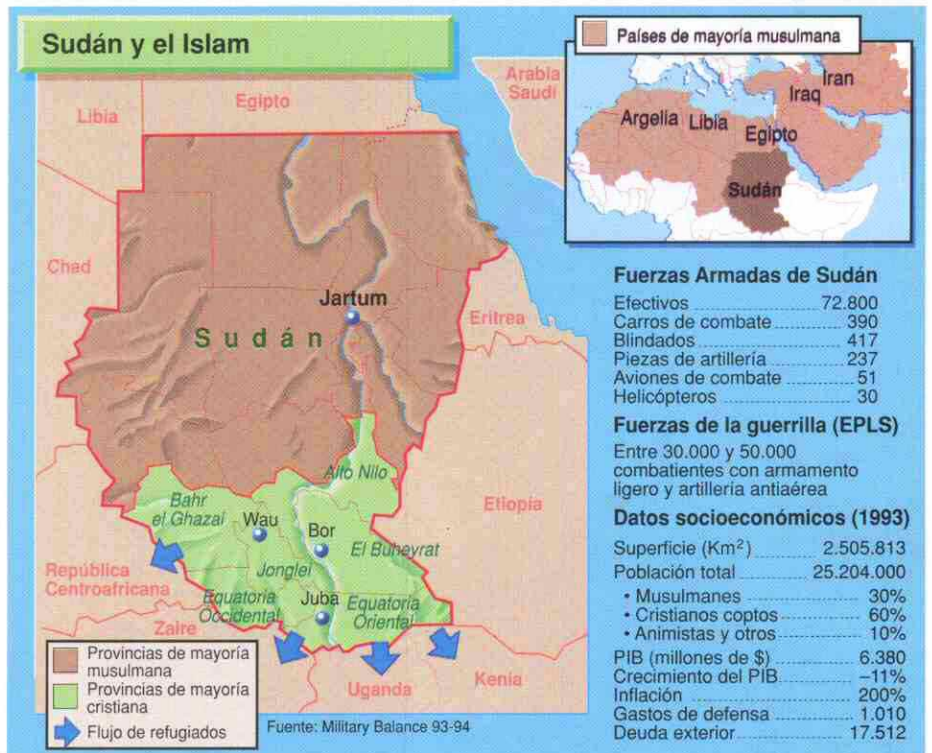 Sudán y el Islam
Países de mayoría musulmana
Argelia
Libia
Egipto
Iraq
Iran
Sudán
Libia
Egipto
Arabia
Saudí
Chad
Jartum
Sudán
Eritrea
Alto Nilo
Bahr
el Ghazal
Wau
Bor
El Buheyrat
Etiopía
Jonglei
República
Centroafricana
Equatoria
Occidental
Juba
Equatoria
Oriental
Zaire
Uganda
Kenia
Provincias de mayoría
musulmana
Provincias de mayoría
cristiana
Flujo de refugiados
Fuente: Military Balance 93-94
Fuerzas Armadas de Sudán
Efectivos 72.800
Carros de combate 390
Blindados 417
Piezas de artillería 237
Aviones de combate 51
Helicópteros 30
Fuerzas de la guerrilla (EPLS)
Entre 30.000 y 50.000
combatientes con armamento
ligero y artillería antiaérea
Datos socioeconómicos (1993)
Superficie (Km²) 2.505.813
Población total 25.204.000
• Musulmanes 30%
• Cristianos coptos 60%
• Animistas y otros 10%
PIB (millones de $) 6.380
Crecimiento del PIB –11%
Inflación 200%
Gastos de defensa 1.010
Deuda exterior 17.512